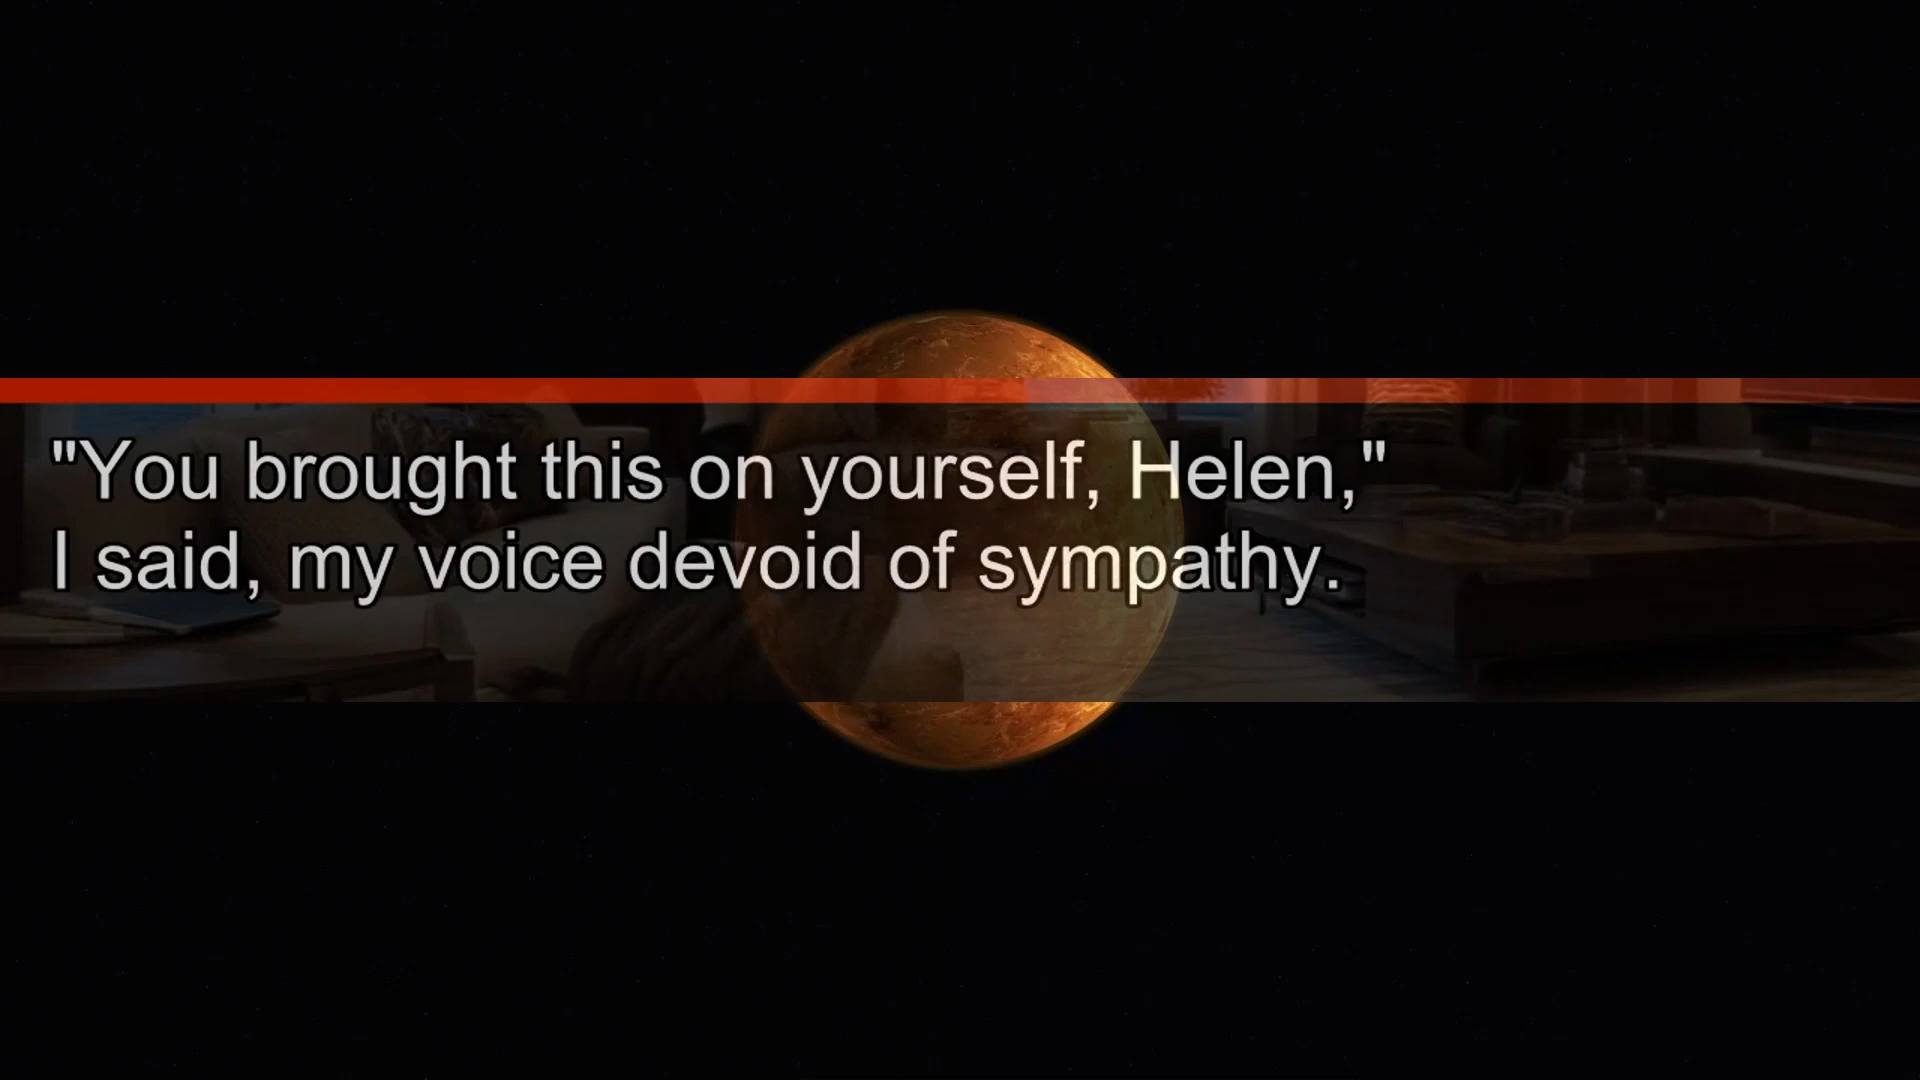 "You brought this on yourself, Helen,"
I said, my voice devoid of sympathy.